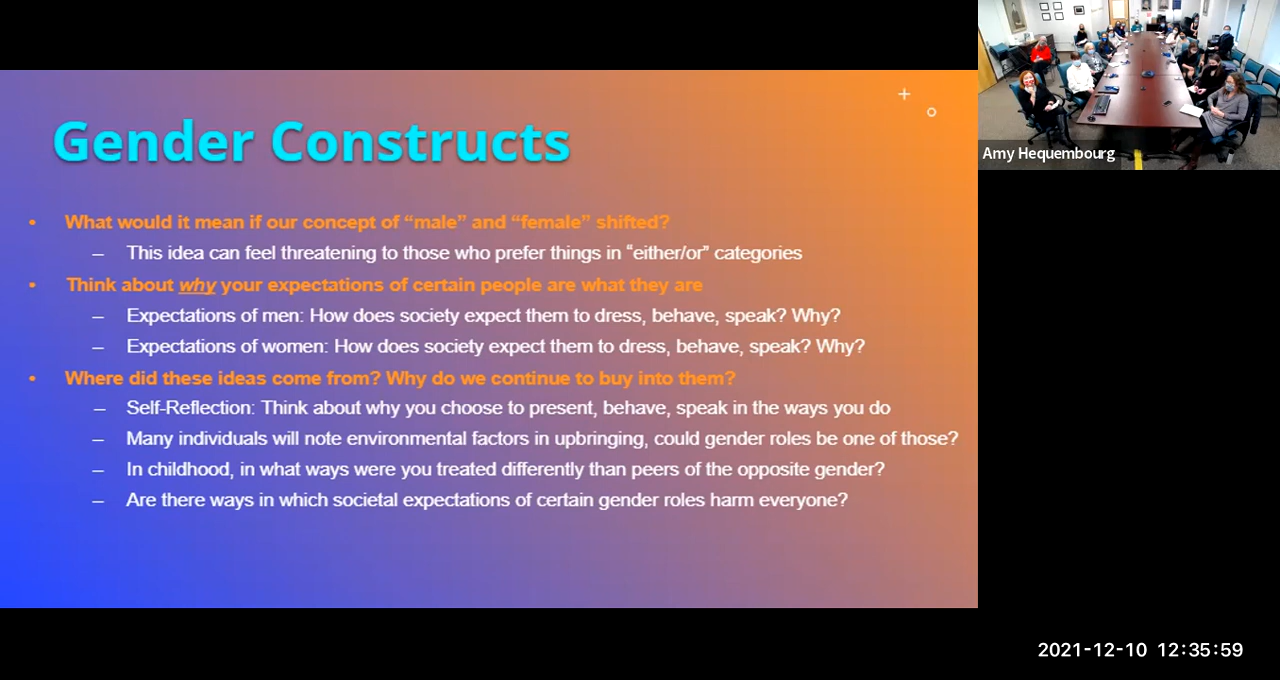 Gender Constructs
• What would it mean if our concept of “male” and “female” shifted?
– This idea can feel threatening to those who prefer things in “either/or” categories
• Think about why your expectations of certain people are what they are
– Expectations of men: How does society expect them to dress, behave, speak? Why?
– Expectations of women: How does society expect them to dress, behave, speak? Why?
• Where did these ideas come from? Why do we continue to buy into them?
– Self-Reflection: Think about why you choose to present, behave, speak in the ways you do
– Many individuals will note environmental factors in upbringing, could gender roles be one of those?
– In childhood, in what ways were you treated differently than peers of the opposite gender?
– Are there ways in which societal expectations of certain gender roles harm everyone?
Amy Hequembourg
2021-12-10 12:35:59